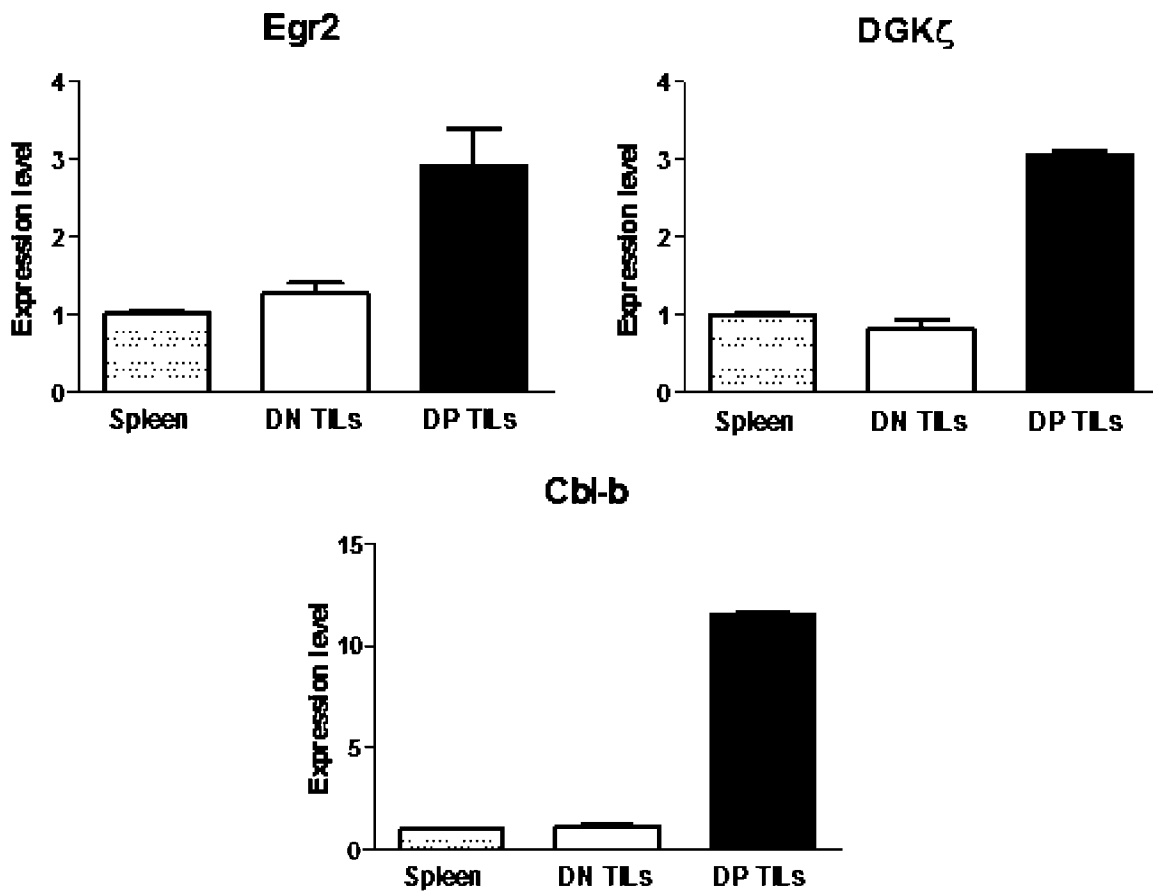 Egr2
Expression level
4
3
2
1
0
Spleen DN TILs DP TILs
DGKζ
Expression level
4
3
2
1
0
Spleen DN TILs DP TILs
Cbl-b
Expression level
15
10
5
0
Spleen DN TILs DP TILs